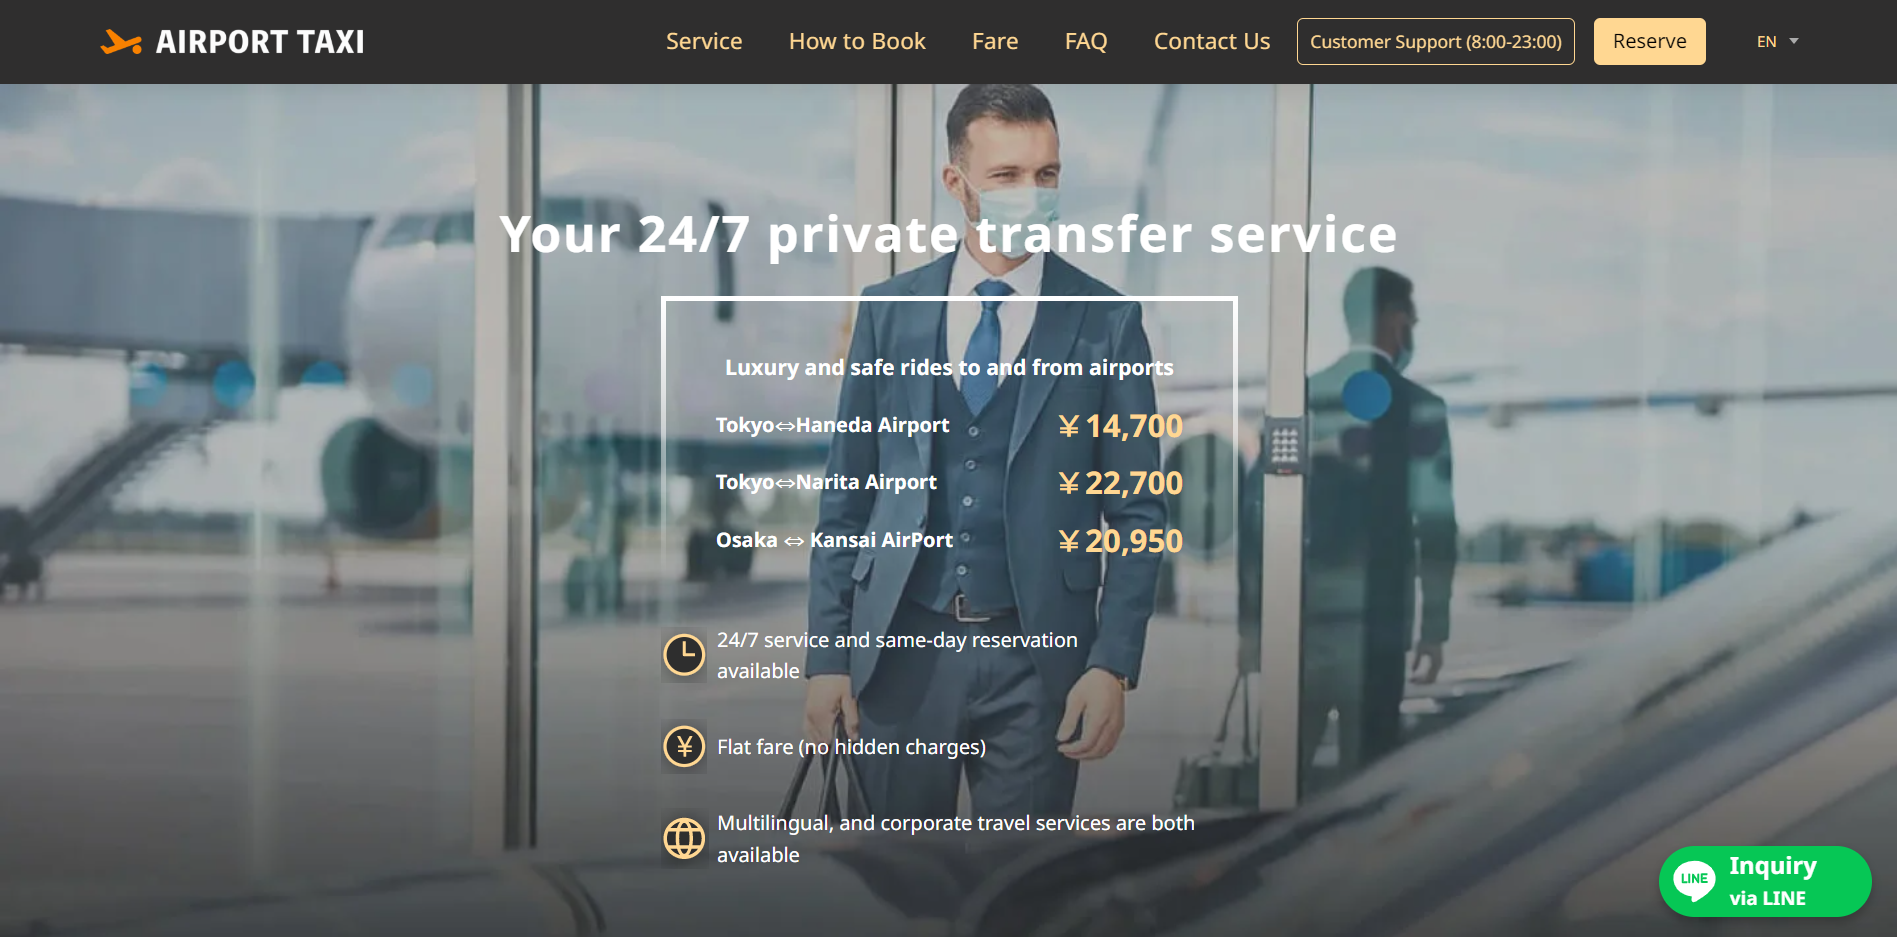 AIRPORT TAXI
Service
How to Book
Fare
FAQ
Contact Us
Customer Support (8:00-23:00)
Reserve
EN
Your 24/7 private transfer service
Luxury and safe rides to and from airports
Tokyo⇔Haneda Airport ￥14,700
Tokyo⇔Narita Airport ￥22,700
Osaka ⇔ Kansai AirPort ￥20,950
24/7 service and same-day reservation
available
¥
Flat fare (no hidden charges)
Multilingual, and corporate travel services are both
available
LINE
Inquiry
via LINE